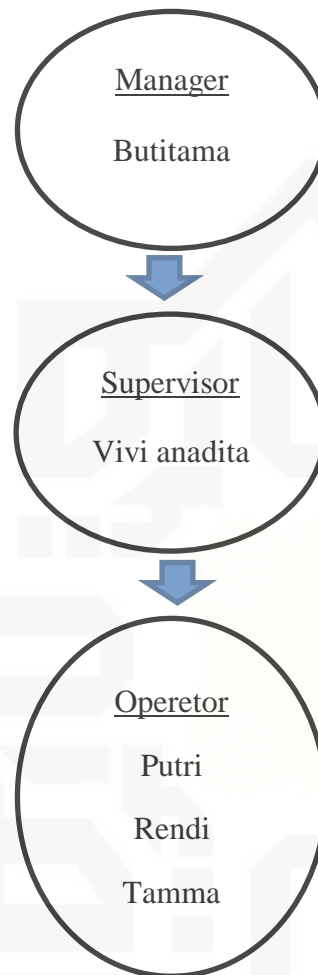 Manager
Butitama
Supervisor
Vivi anadita
Operetor
Putri
Rendi
Tamma